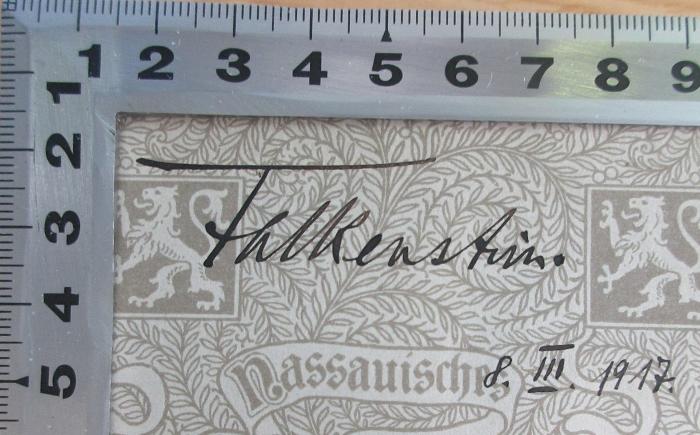 1 2 3 4 5 6 7 8 9
1
2
3
4
5
Falkenstein.
Nassauisches
8. III. 1917.